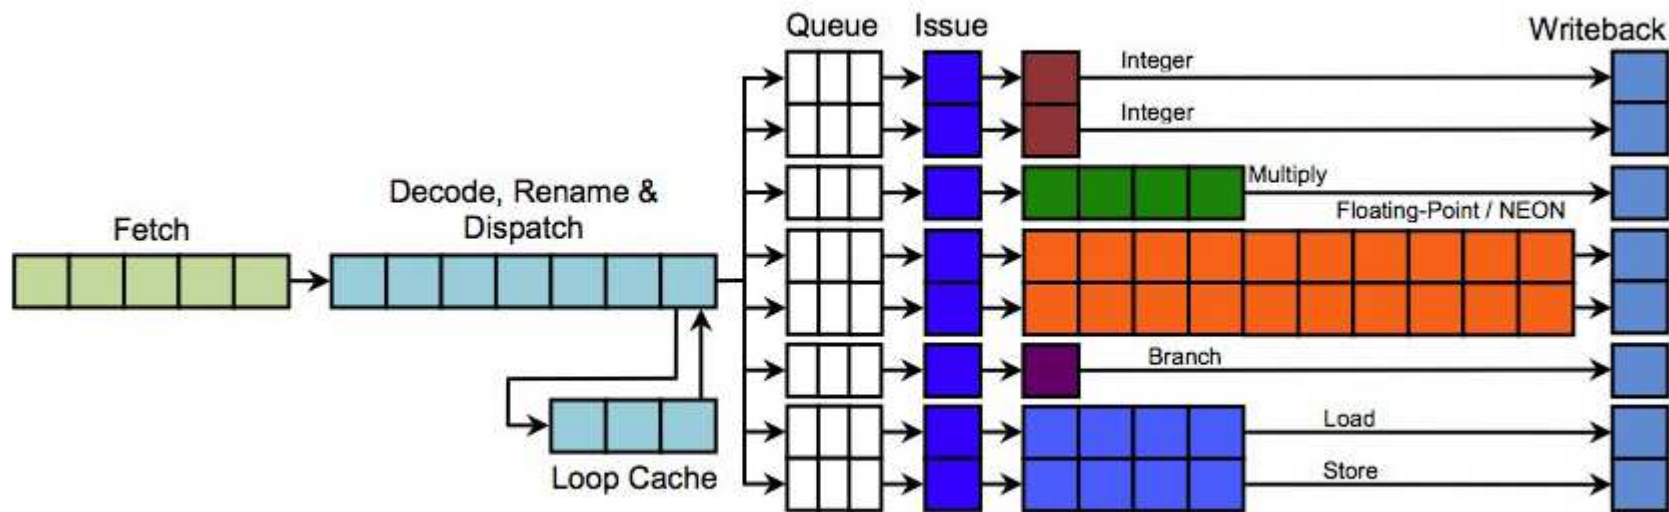 Queue
Issue
Writeback
Integer
Integer
Decode, Rename &
Dispatch
Multiply
Floating-Point / NEON
Fetch
Branch
Load
Loop Cache
Store